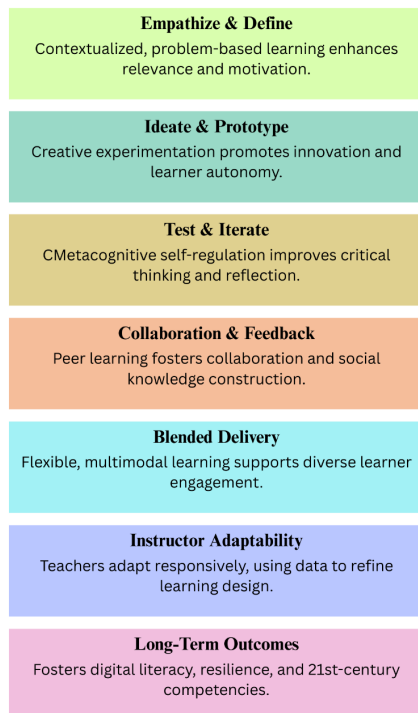 Empathize & Define
Contextualized, problem-based learning enhances
relevance and motivation.
Ideate & Prototype
Creative experimentation promotes innovation and
learner autonomy.
Test & Iterate
CMetacognitive self-regulation improves critical
thinking and reflection.
Collaboration & Feedback
Peer learning fosters collaboration and social
knowledge construction.
Blended Delivery
Flexible, multimodal learning supports diverse learner
engagement.
Instructor Adaptability
Teachers adapt responsively, using data to refine
learning design.
Long-Term Outcomes
Fosters digital literacy, resilience, and 21st-century
competencies.